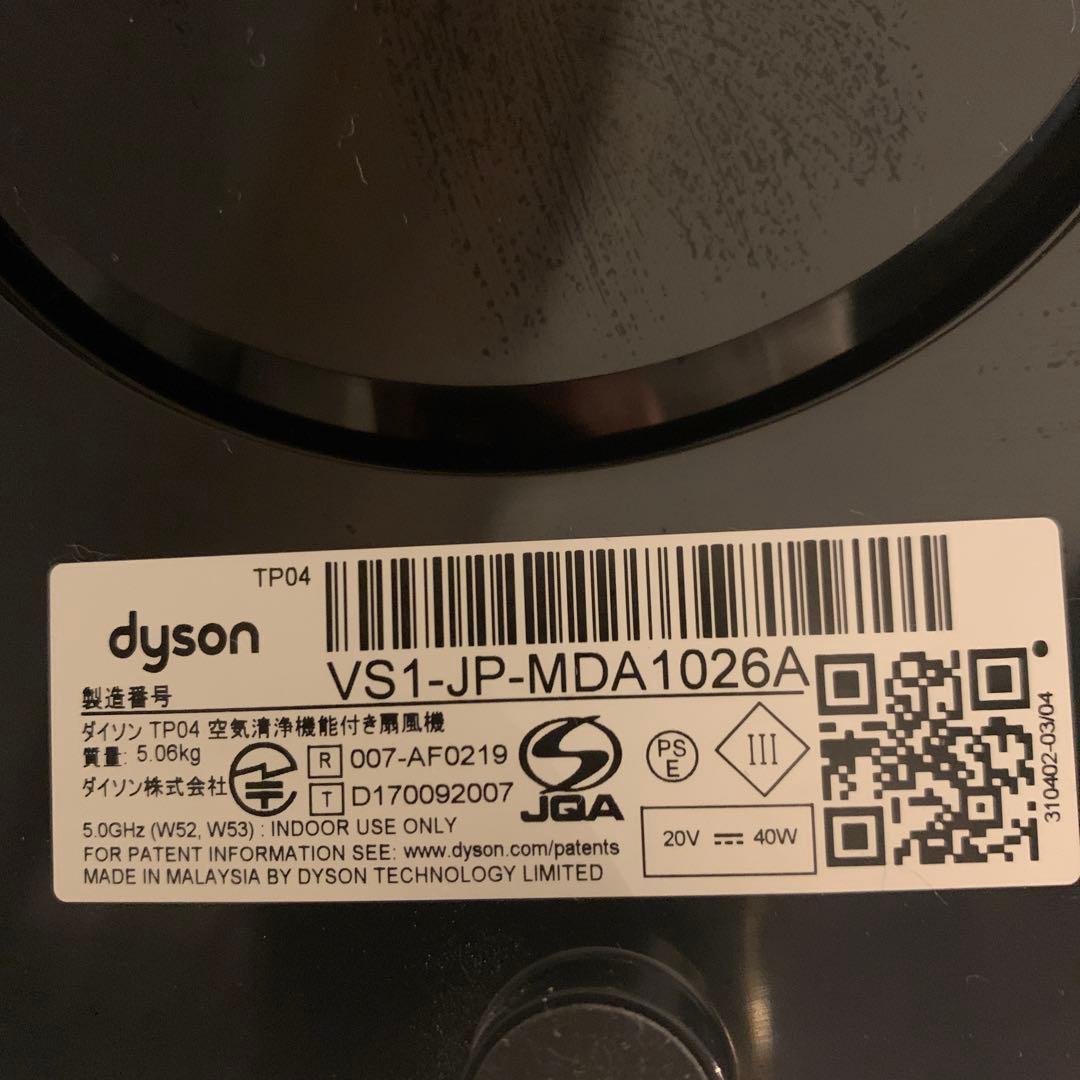 TP04
dyson
VS1-JP-MDA1026A
製造番号
ダイソン TP04 空気清浄機能付き扇風機
質量: 5.06kg
ダイソン株式会社
R 007-AF0219
T D170092007
JQA
PS
E
III
20V ⎓ 40W
5.0GHz (W52, W53) : INDOOR USE ONLY
FOR PATENT INFORMATION SEE: www.dyson.com/patents
MADE IN MALAYSIA BY DYSON TECHNOLOGY LIMITED
310402-03/04